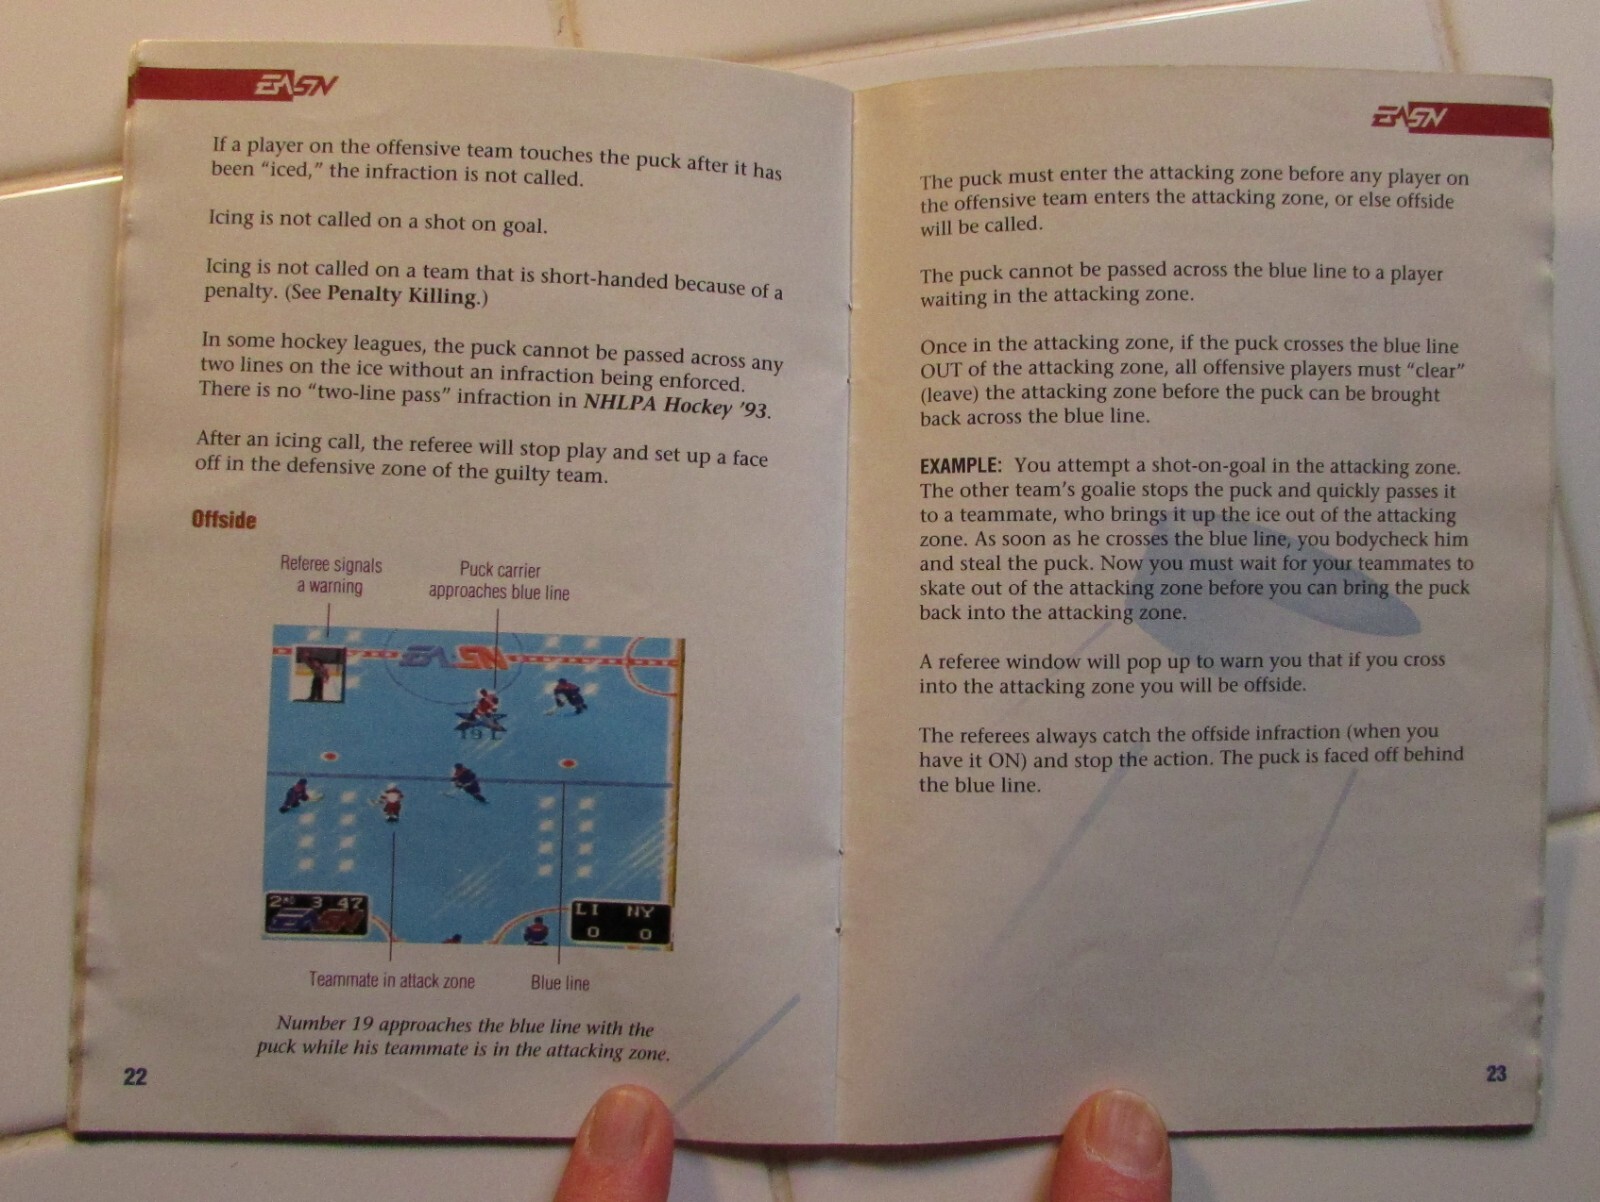 EASN
If a player on the offensive team touches the puck after it has
been “iced,” the infraction is not called.
Icing is not called on a shot on goal.
Icing is not called on a team that is short-handed because of a
penalty. (See Penalty Killing.)
In some hockey leagues, the puck cannot be passed across any
two lines on the ice without an infraction being enforced.
There is no “two-line pass” infraction in NHLPA Hockey ’93.
After an icing call, the referee will stop play and set up a face
off in the defensive zone of the guilty team.
Offside
Referee signals
a warning
Puck carrier
approaches blue line
EASN
19 L
2nd 3 47
EASN
LI NY
0 0
Teammate in attack zone
Blue line
Number 19 approaches the blue line with the
puck while his teammate is in the attacking zone.
22
EASN
The puck must enter the attacking zone before any player on
the offensive team enters the attacking zone, or else offside
will be called.
The puck cannot be passed across the blue line to a player
waiting in the attacking zone.
Once in the attacking zone, if the puck crosses the blue line
OUT of the attacking zone, all offensive players must “clear”
(leave) the attacking zone before the puck can be brought
back across the blue line.
EXAMPLE: You attempt a shot-on-goal in the attacking zone.
The other team’s goalie stops the puck and quickly passes it
to a teammate, who brings it up the ice out of the attacking
zone. As soon as he crosses the blue line, you bodycheck him
and steal the puck. Now you must wait for your teammates to
skate out of the attacking zone before you can bring the puck
back into the attacking zone.
A referee window will pop up to warn you that if you cross
into the attacking zone you will be offside.
The referees always catch the offside infraction (when you
have it ON) and stop the action. The puck is faced off behind
the blue line.
23